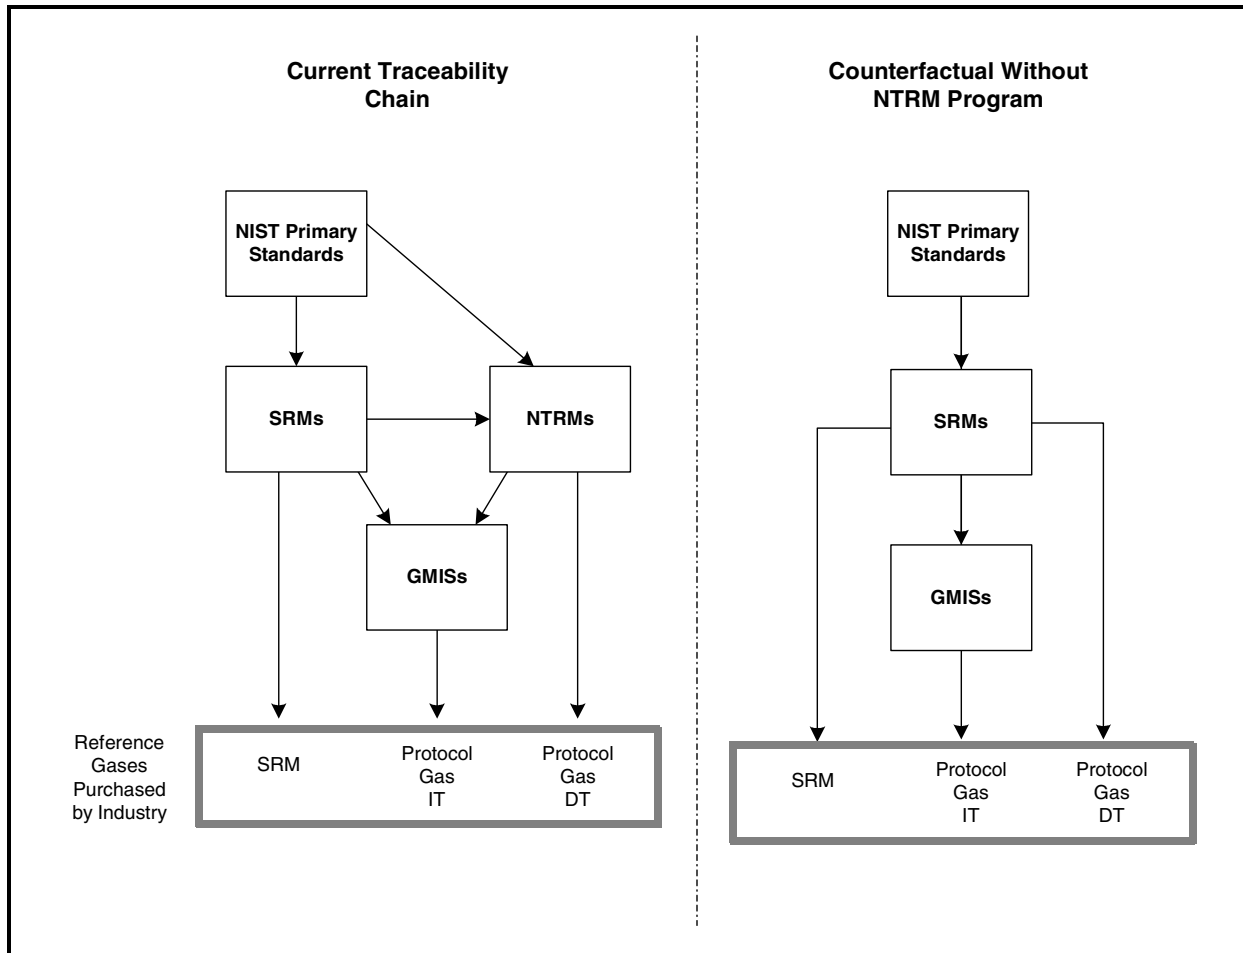 Current Traceability
Chain
NIST Primary
Standards
SRMs
NTRMs
GMISs
Reference
Gases
Purchased
by Industry
SRM
Protocol
Gas
IT
Protocol
Gas
DT
Counterfactual Without
NTRM Program
NIST Primary
Standards
SRMs
GMISs
SRM
Protocol
Gas
IT
Protocol
Gas
DT